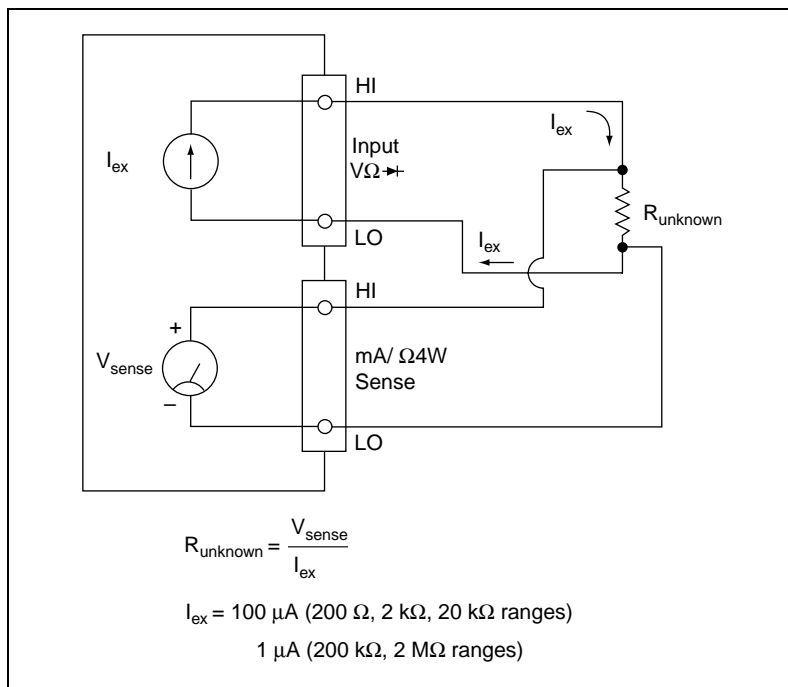 HI
I_ex
Input
VΩ
I_ex
R_unknown
LO
I_ex
HI
+
mA/ Ω4W
V_sense
Sense
–
LO
R_unknown = V_sense / I_ex
I_ex = 100 µA (200 Ω, 2 kΩ, 20 kΩ ranges)
1 µA (200 kΩ, 2 MΩ ranges)